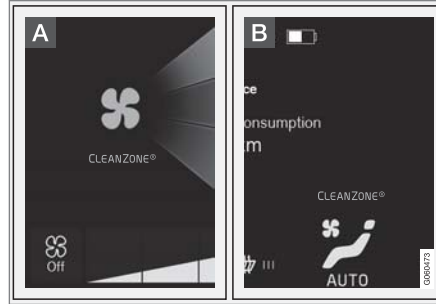 A
CLEANZONE®
Off
B
ce
onsumption
m
CLEANZONE®
AUTO
G060473